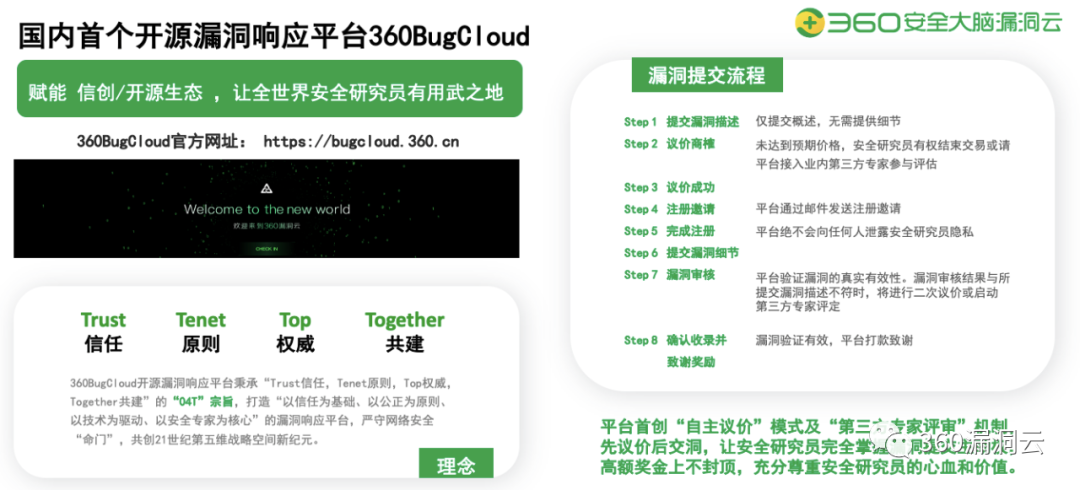 国内首个开源漏洞响应平台360BugCloud
赋能 信创/开源生态 ，让全世界安全研究员有用武之地
360BugCloud官方网址： https://bugcloud.360.cn
Welcome to the new world
欢迎来到360漏洞云
CHECK IN
Trust
信任
Tenet
原则
Top
权威
Together
共建
360BugCloud开源漏洞响应平台秉承“Trust信任，Tenet原则，Top权威，
Together共建”的“04T”宗旨，打造“以信任为基础、以公正为原则、
以技术为驱动、以安全专家为核心”的漏洞响应平台，严守网络安全
“命门”，共创21世纪第五维战略空间新纪元。
理念
360安全大脑漏洞云
漏洞提交流程
Step 1 提交漏洞描述 仅提交概述，无需提供细节
Step 2 议价商榷 未达到预期价格，安全研究员有权结束交易或请
平台接入业内第三方专家参与评估
Step 3 议价成功
Step 4 注册邀请 平台通过邮件发送注册邀请
Step 5 完成注册 平台绝不会向任何人泄露安全研究员隐私
Step 6 提交漏洞细节
Step 7 漏洞审核 平台验证漏洞的真实有效性。漏洞审核结果与所
提交漏洞描述不符时，将进行二次议价或启动
第三方专家评定
Step 8 确认收录并 漏洞验证有效，平台打款致谢
致谢奖励
平台首创“自主议价”模式及“第三方专家评审”机制
先议价后交洞，让安全研究员完全掌
高额奖金上不封顶，充分尊重安全研究员的心血和价值。
360漏洞云